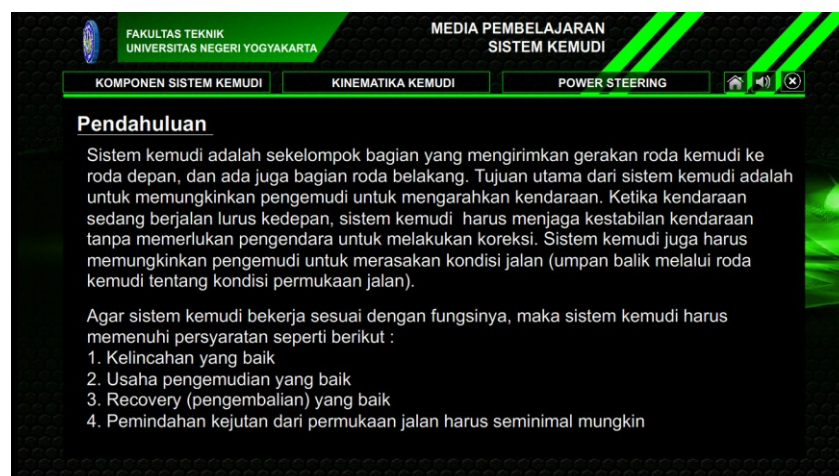 FAKULTAS TEKNIK
UNIVERSITAS NEGERI YOGYAKARTA
MEDIA PEMBELAJARAN
SISTEM KEMUDI
KOMPONEN SISTEM KEMUDI
KINEMATIKA KEMUDI
POWER STEERING
Pendahuluan
Sistem kemudi adalah sekelompok bagian yang mengirimkan gerakan roda kemudi ke
roda depan, dan ada juga bagian roda belakang. Tujuan utama dari sistem kemudi adalah
untuk memungkinkan pengemudi untuk mengarahkan kendaraan. Ketika kendaraan
sedang berjalan lurus kedepan, sistem kemudi harus menjaga kestabilan kendaraan
tanpa memerlukan pengendara untuk melakukan koreksi. Sistem kemudi juga harus
memungkinkan pengemudi untuk merasakan kondisi jalan (umpan balik melalui roda
kemudi tentang kondisi permukaan jalan).
Agar sistem kemudi bekerja sesuai dengan fungsinya, maka sistem kemudi harus
memenuhi persyaratan seperti berikut :
1. Kelincahan yang baik
2. Usaha pengemudian yang baik
3. Recovery (pengembalian) yang baik
4. Pemindahan kejutan dari permukaan jalan harus seminimal mungkin